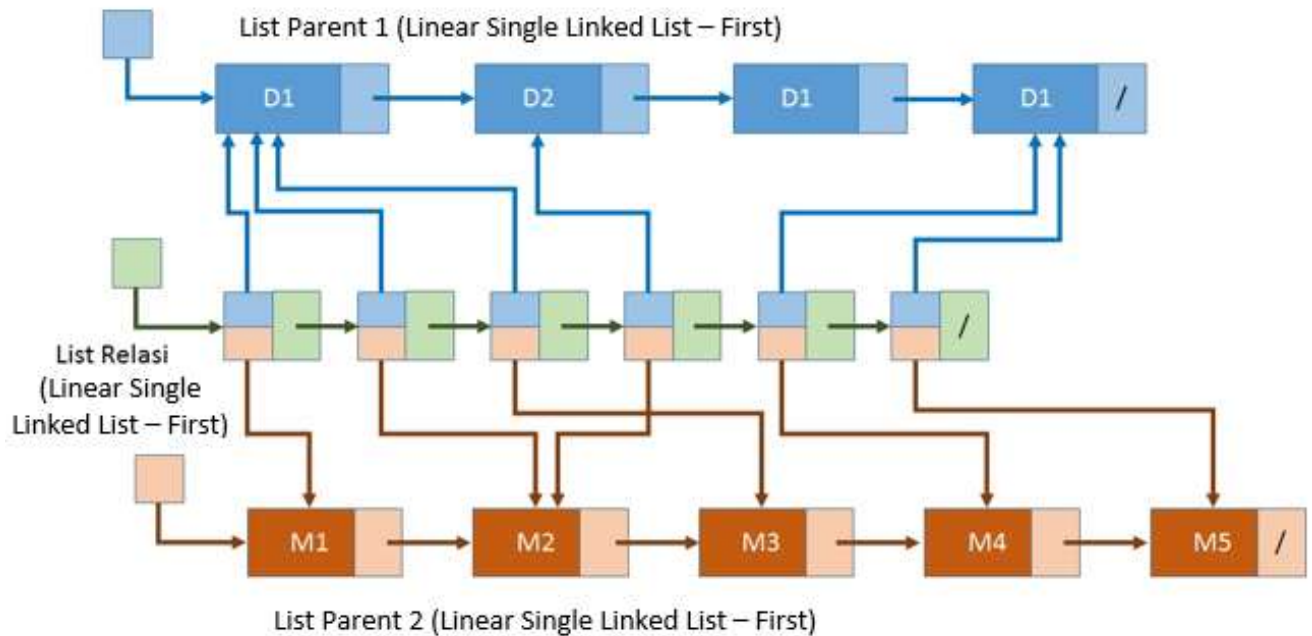 List Parent 1 (Linear Single Linked List – First)
D1
D2
D1
D1
/
List Relasi
(Linear Single
Linked List – First)
/
M1
M2
M3
M4
M5
/
List Parent 2 (Linear Single Linked List – First)